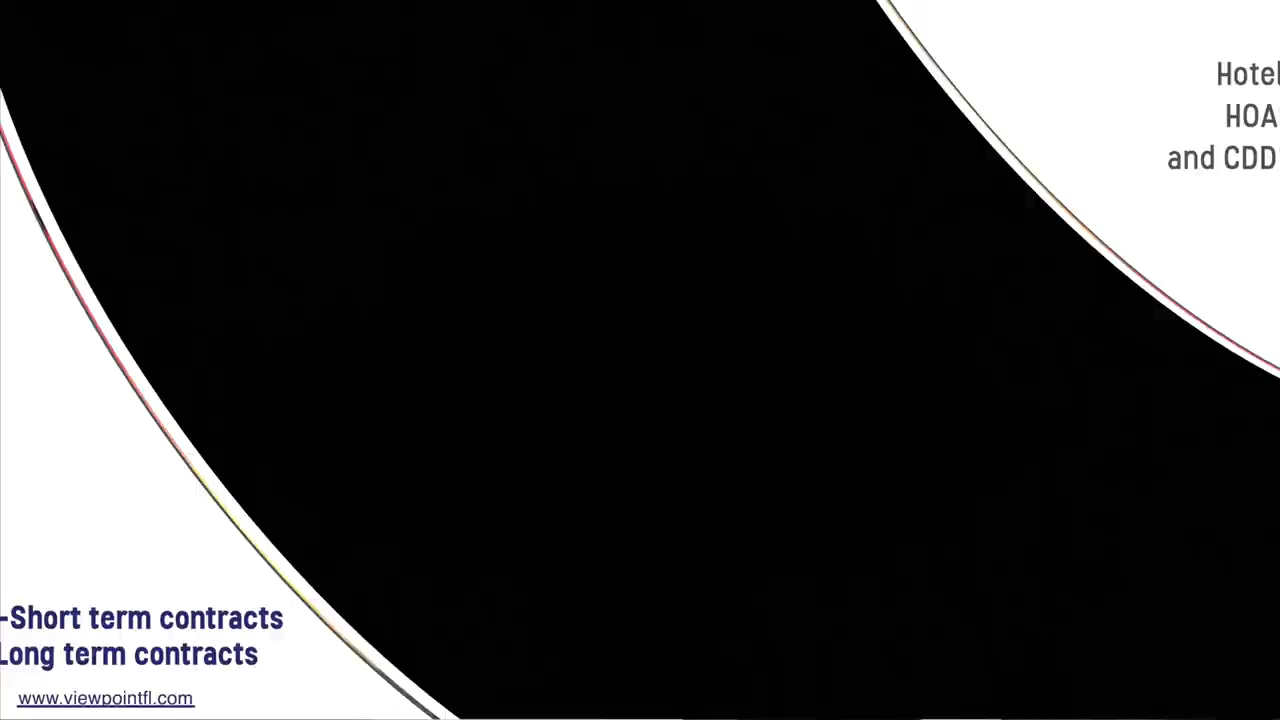 Hotel
HOA'
and CDD'
-Short term contracts
Long term contracts
www.viewpointfl.com